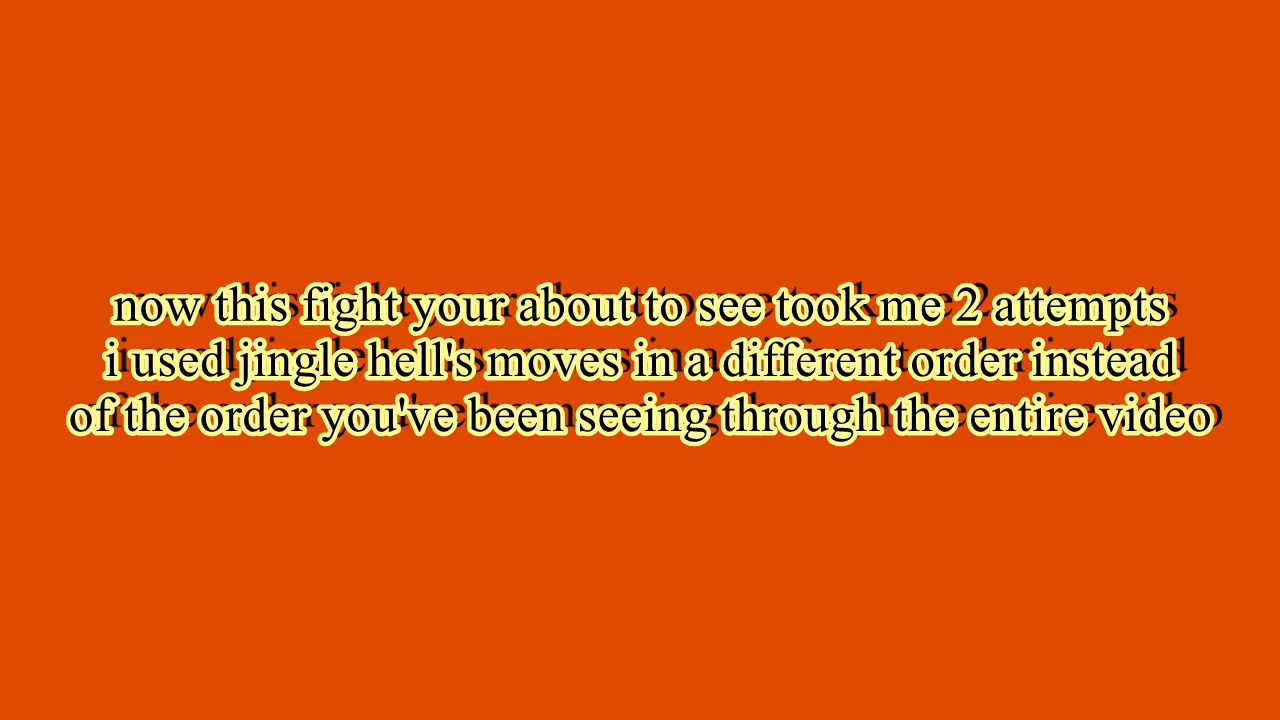 now this fight your about to see took me 2 attempts
i used jingle hell's moves in a different order instead
of the order you've been seeing through the entire video